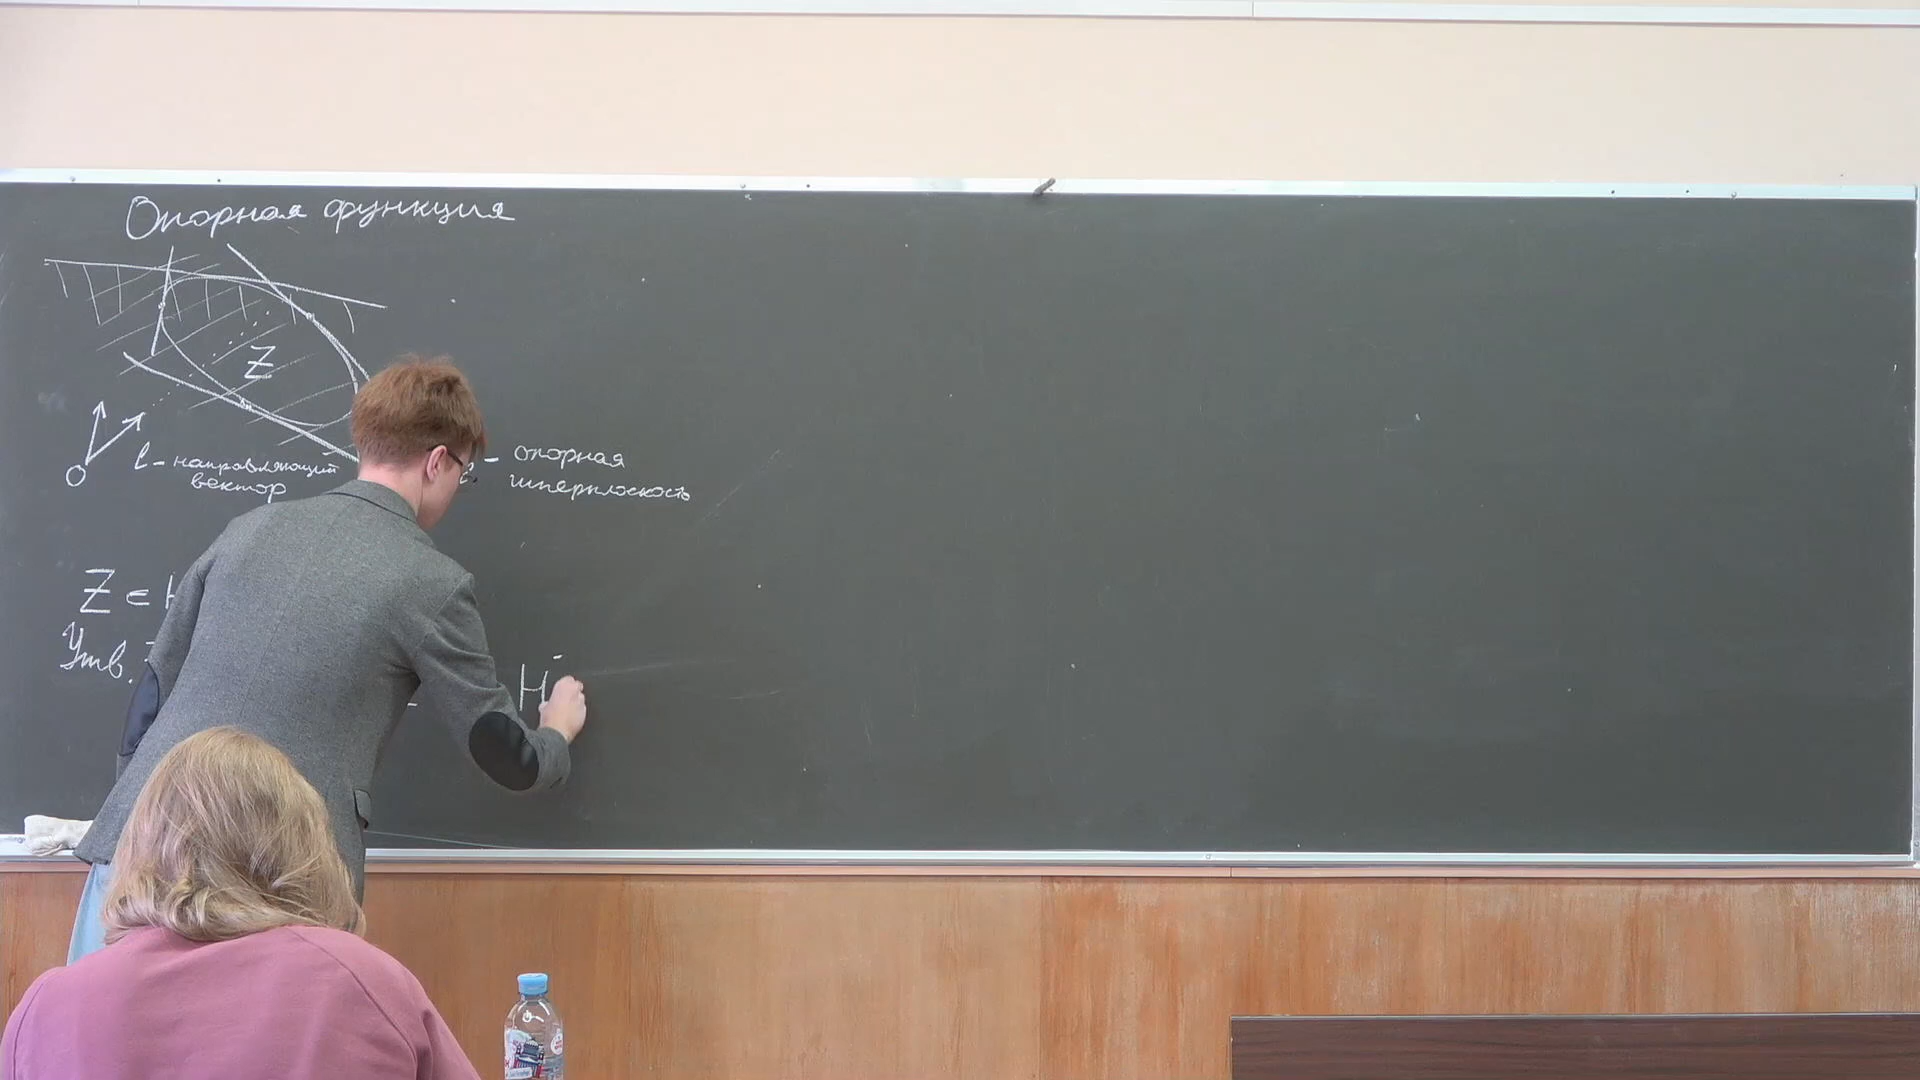 Опорная функция
Z
O
l - направляющий
вектор
l - опорная
гиперплоскость
Z ∈
Утв.
H⁻